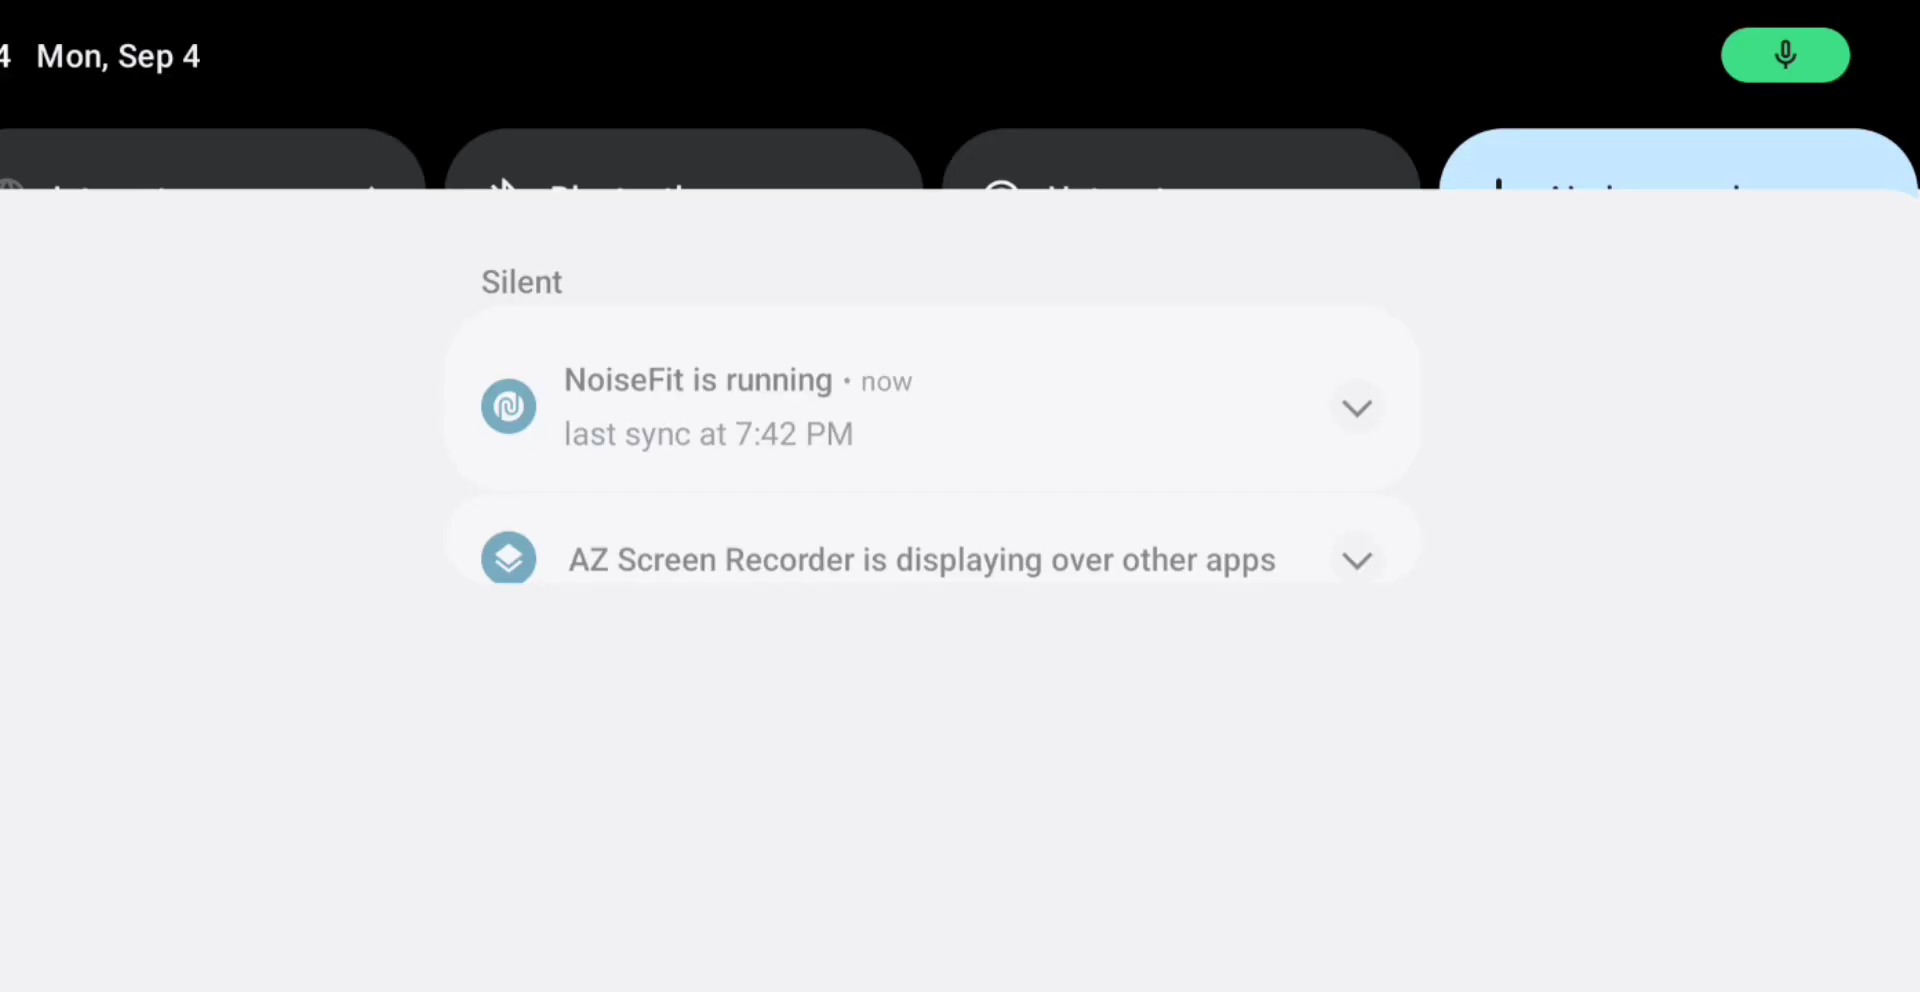 4 Mon, Sep 4
Silent
NoiseFit is running • now
last sync at 7:42 PM
AZ Screen Recorder is displaying over other apps